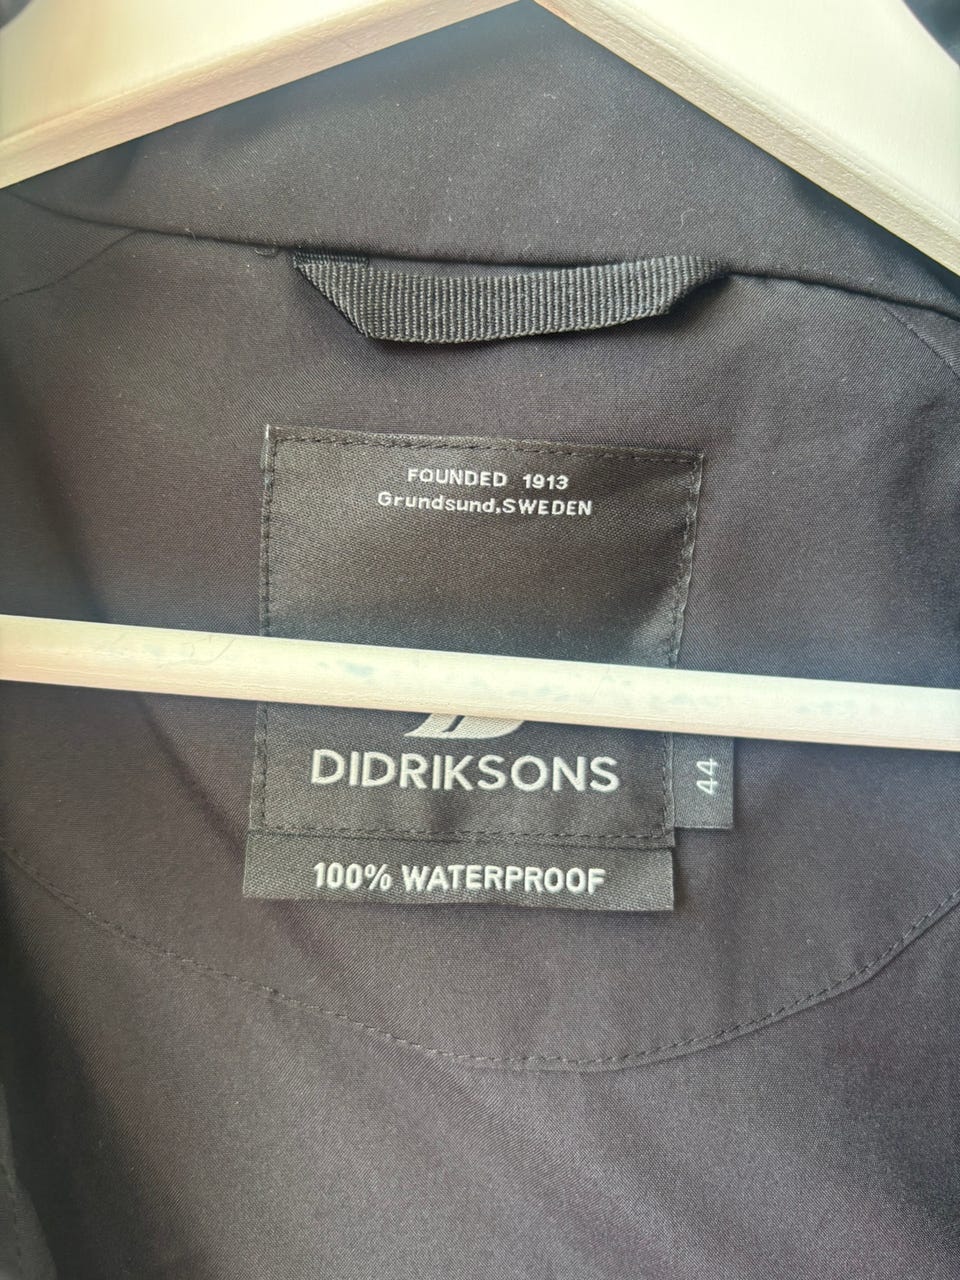 FOUNDED 1913
Grundsund,SWEDEN
DIDRIKSONS
44
100% WATERPROOF